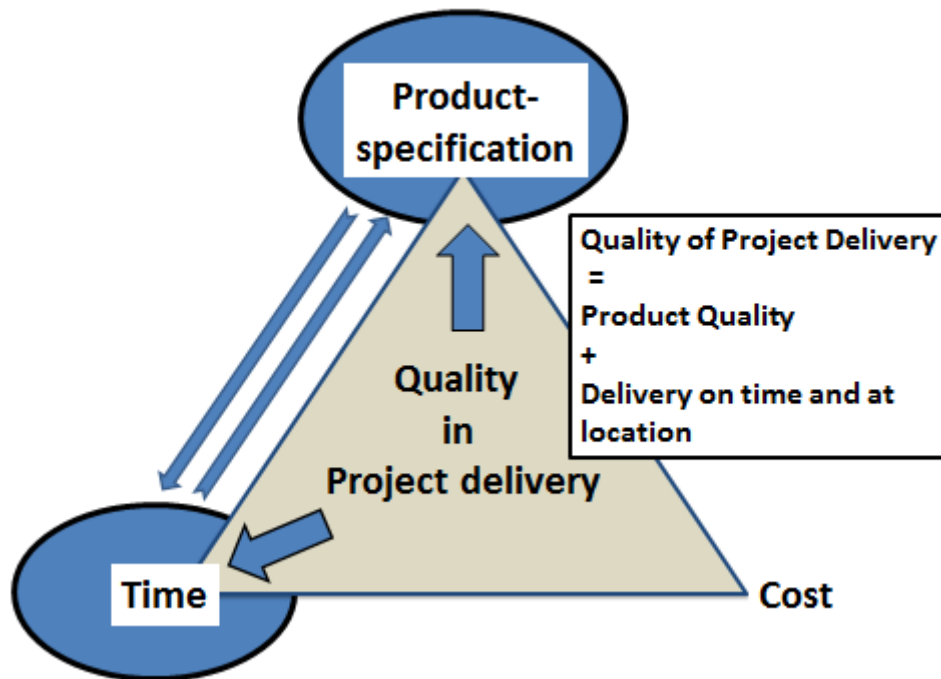 Product-
specification
Quality of Project Delivery
=
Product Quality
+
Delivery on time and at
location
Quality
in
Project delivery
Time
Cost